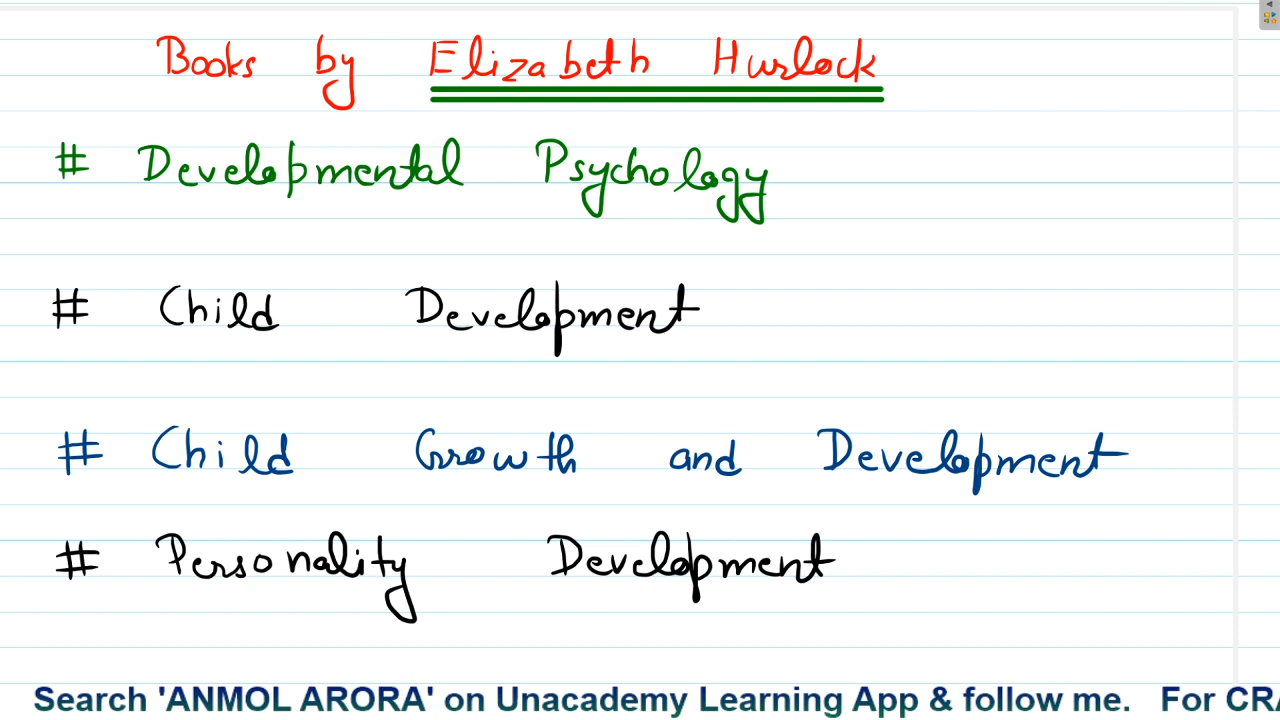 Books by Elizabeth Hurlock
# Developmental Psychology
# Child Development
# Child Growth and Development
# Personality Development
Search 'ANMOL ARORA' on Unacademy Learning App & follow me. For CRA